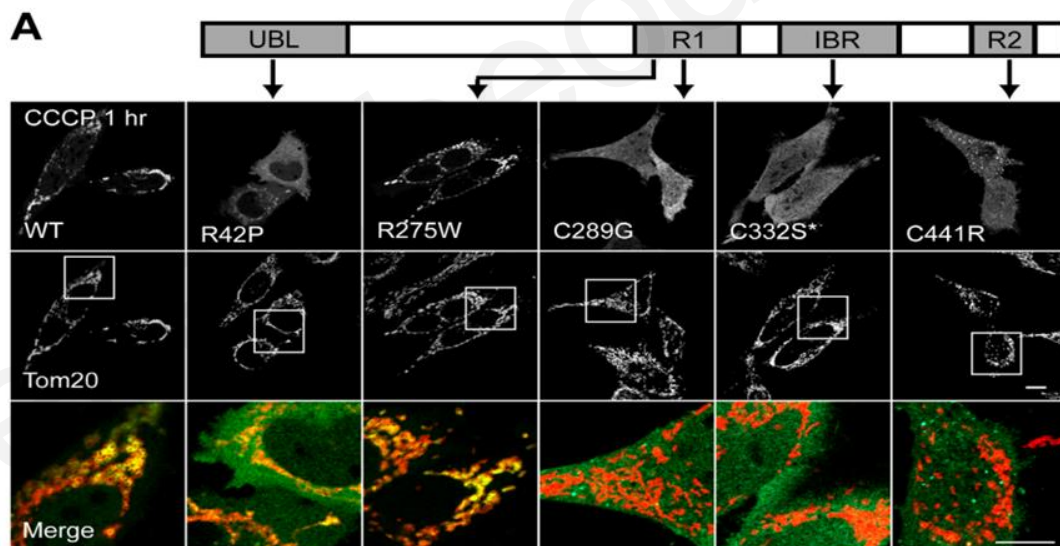 A
UBL R1 IBR R2
CCCP 1 hr
WT R42P R275W C289G C332S* C441R
Tom20
Merge